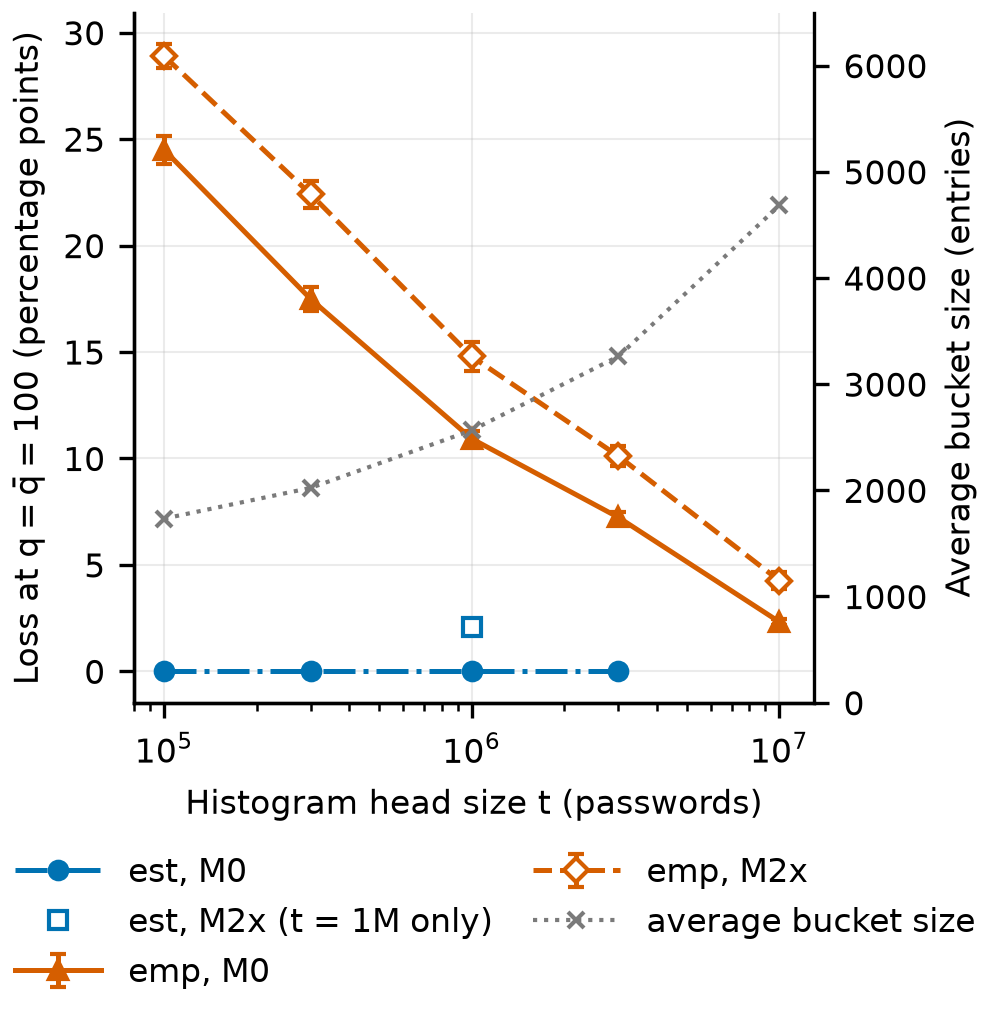 30
25
20
15
10
5
0
Loss at q = q̄ = 100 (percentage points)
6000
5000
4000
3000
2000
1000
0
Average bucket size (entries)
10⁵ 10⁶ 10⁷
Histogram head size t (passwords)
est, M0
est, M2x (t = 1M only)
emp, M0
emp, M2x
average bucket size